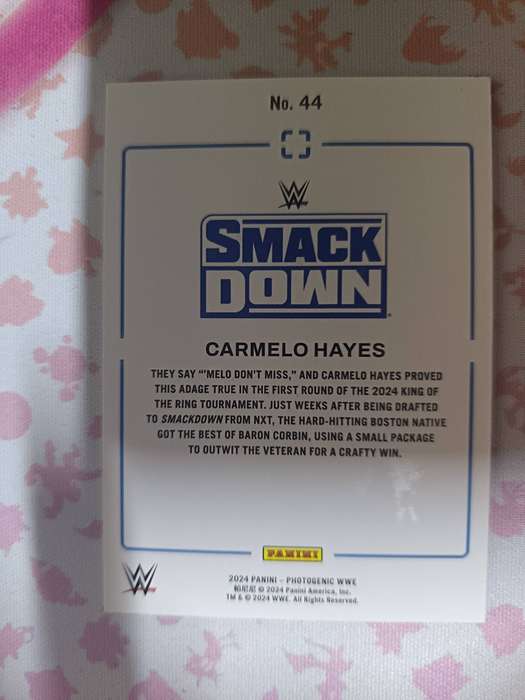 No. 44
W
SMACK
DOWN
CARMELO HAYES
THEY SAY "'MELO DON'T MISS," AND CARMELO HAYES PROVED
THIS ADAGE TRUE IN THE FIRST ROUND OF THE 2024 KING OF
THE RING TOURNAMENT. JUST WEEKS AFTER BEING DRAFTED
TO SMACKDOWN FROM NXT, THE HARD-HITTING BOSTON NATIVE
GOT THE BEST OF BARON CORBIN, USING A SMALL PACKAGE
TO OUTWIT THE VETERAN FOR A CRAFTY WIN.
PANINI
W
2024 PANINI – PHOTOGENIC WWE
帕尼尼 © 2024 Panini America, Inc.
TM & © 2024 WWE. All Rights Reserved.